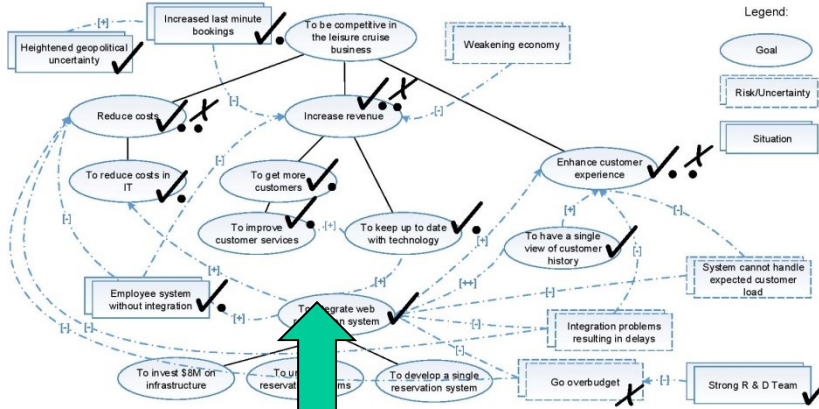 Increased last minute
bookings
To be competitive in
the leisure cruise
business
Legend:
[+]
Heightened geopolitical
uncertainty
Weakening economy
Goal
[-]
[-]
Risk/Uncertainty
Reduce costs
Increase revenue
Situation
[-]
Enhance customer
experience
To reduce costs in
IT
To get more
customers
To improve
customer services
[+]
To keep up to date
with technology
[+]
[+]
[-]
To have a single
view of customer
history
[-]
[+]
[+]
[++]
[-]
System cannot handle
expected customer
load
Employee system
without integration
[+]
[-]
To web
system
[-]
Integration problems
resulting in delays
[-]
[-]
[-]
To invest $8M on
infrastructure
To
To develop a single
reservation system
Go overbudget
[-]
Strong R & D Team